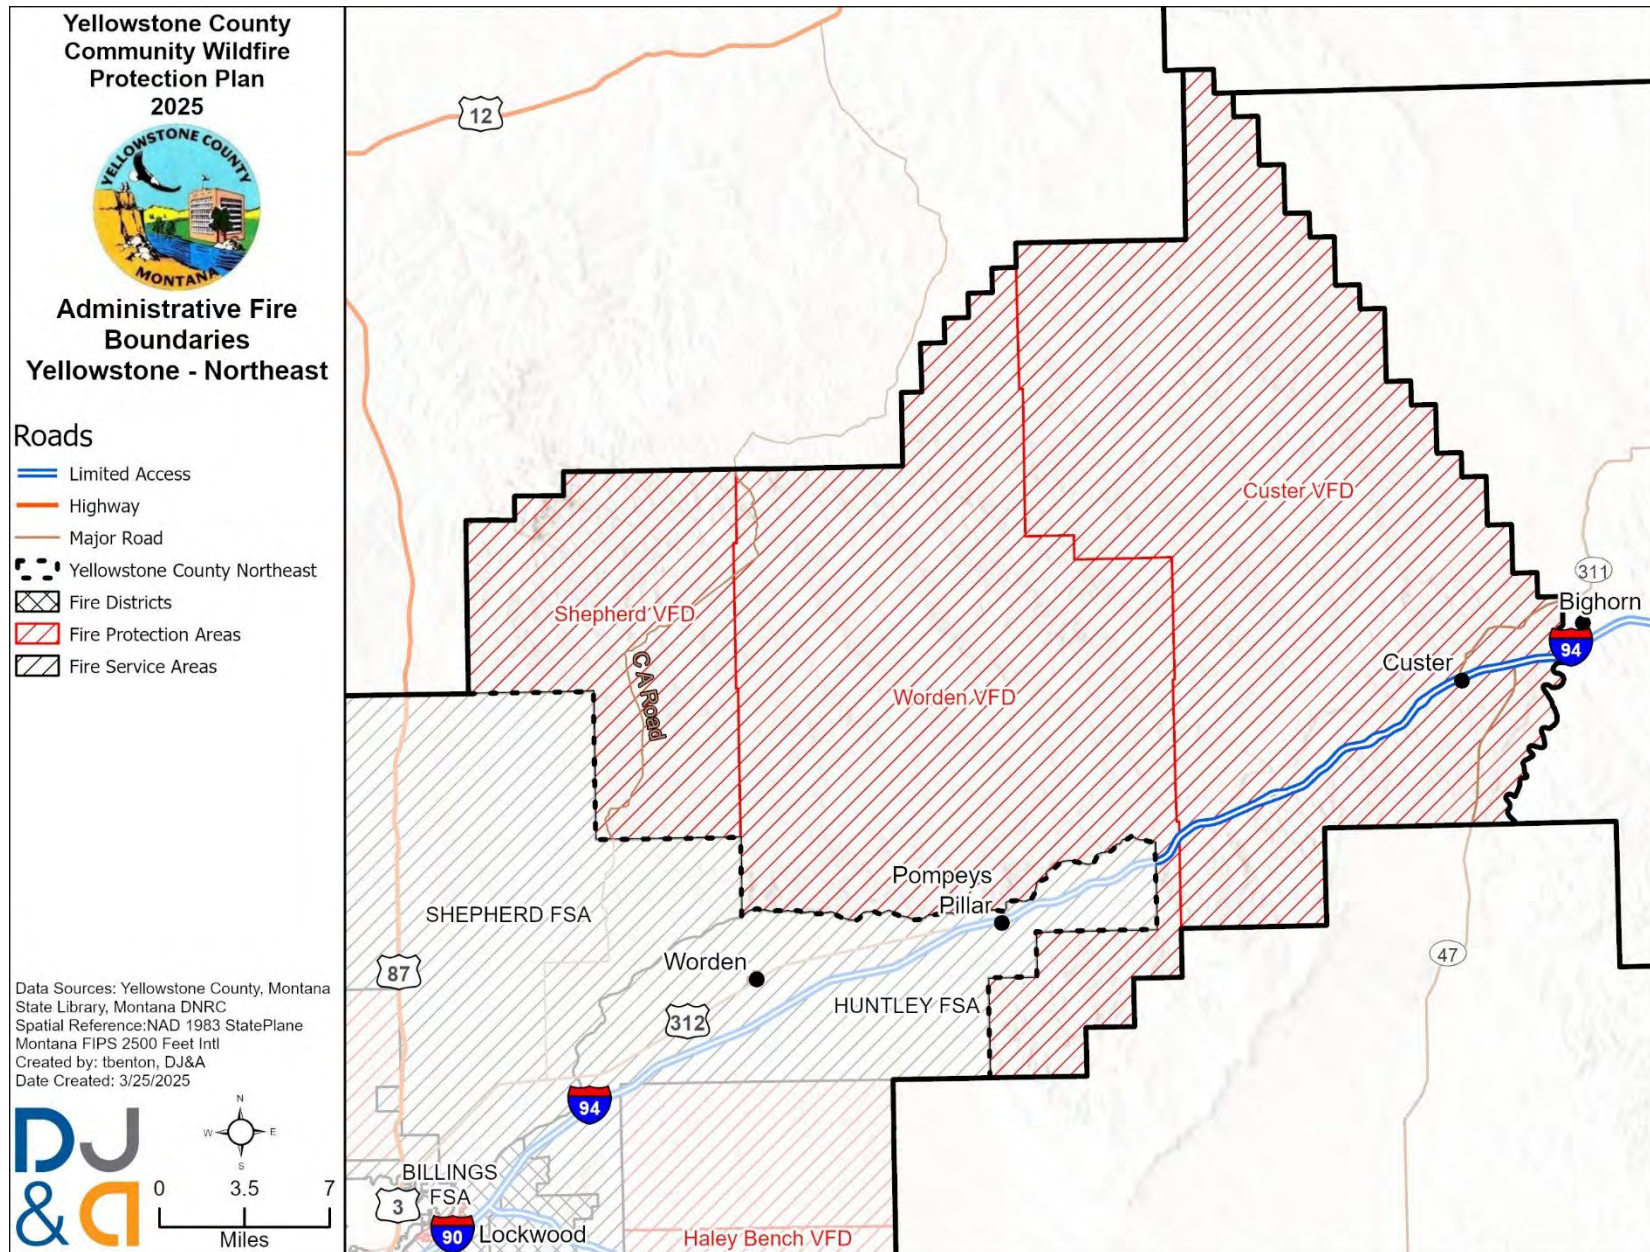 Yellowstone County
Community Wildfire
Protection Plan
2025
YELLOWSTONE COUNTY
MONTANA
Administrative Fire
Boundaries
Yellowstone - Northeast
Roads
Limited Access
Highway
Major Road
Yellowstone County Northeast
Fire Districts
Fire Protection Areas
Fire Service Areas
Data Sources: Yellowstone County, Montana
State Library, Montana DNRC
Spatial Reference:NAD 1983 StatePlane
Montana FIPS 2500 Feet Intl
Created by: tbenton, DJ&A
Date Created: 3/25/2025
DJ
&A
N
W
E
S
0 3.5 7
Miles
12
Custer VFD
311
Bighorn
94
Shepherd VFD
C A Road
Custer
Worden VFD
Pompeys
Pillar
SHEPHERD FSA
87
Worden
47
HUNTLEY FSA
312
94
BILLINGS
FSA
3
90
Lockwood
Haley Bench VFD